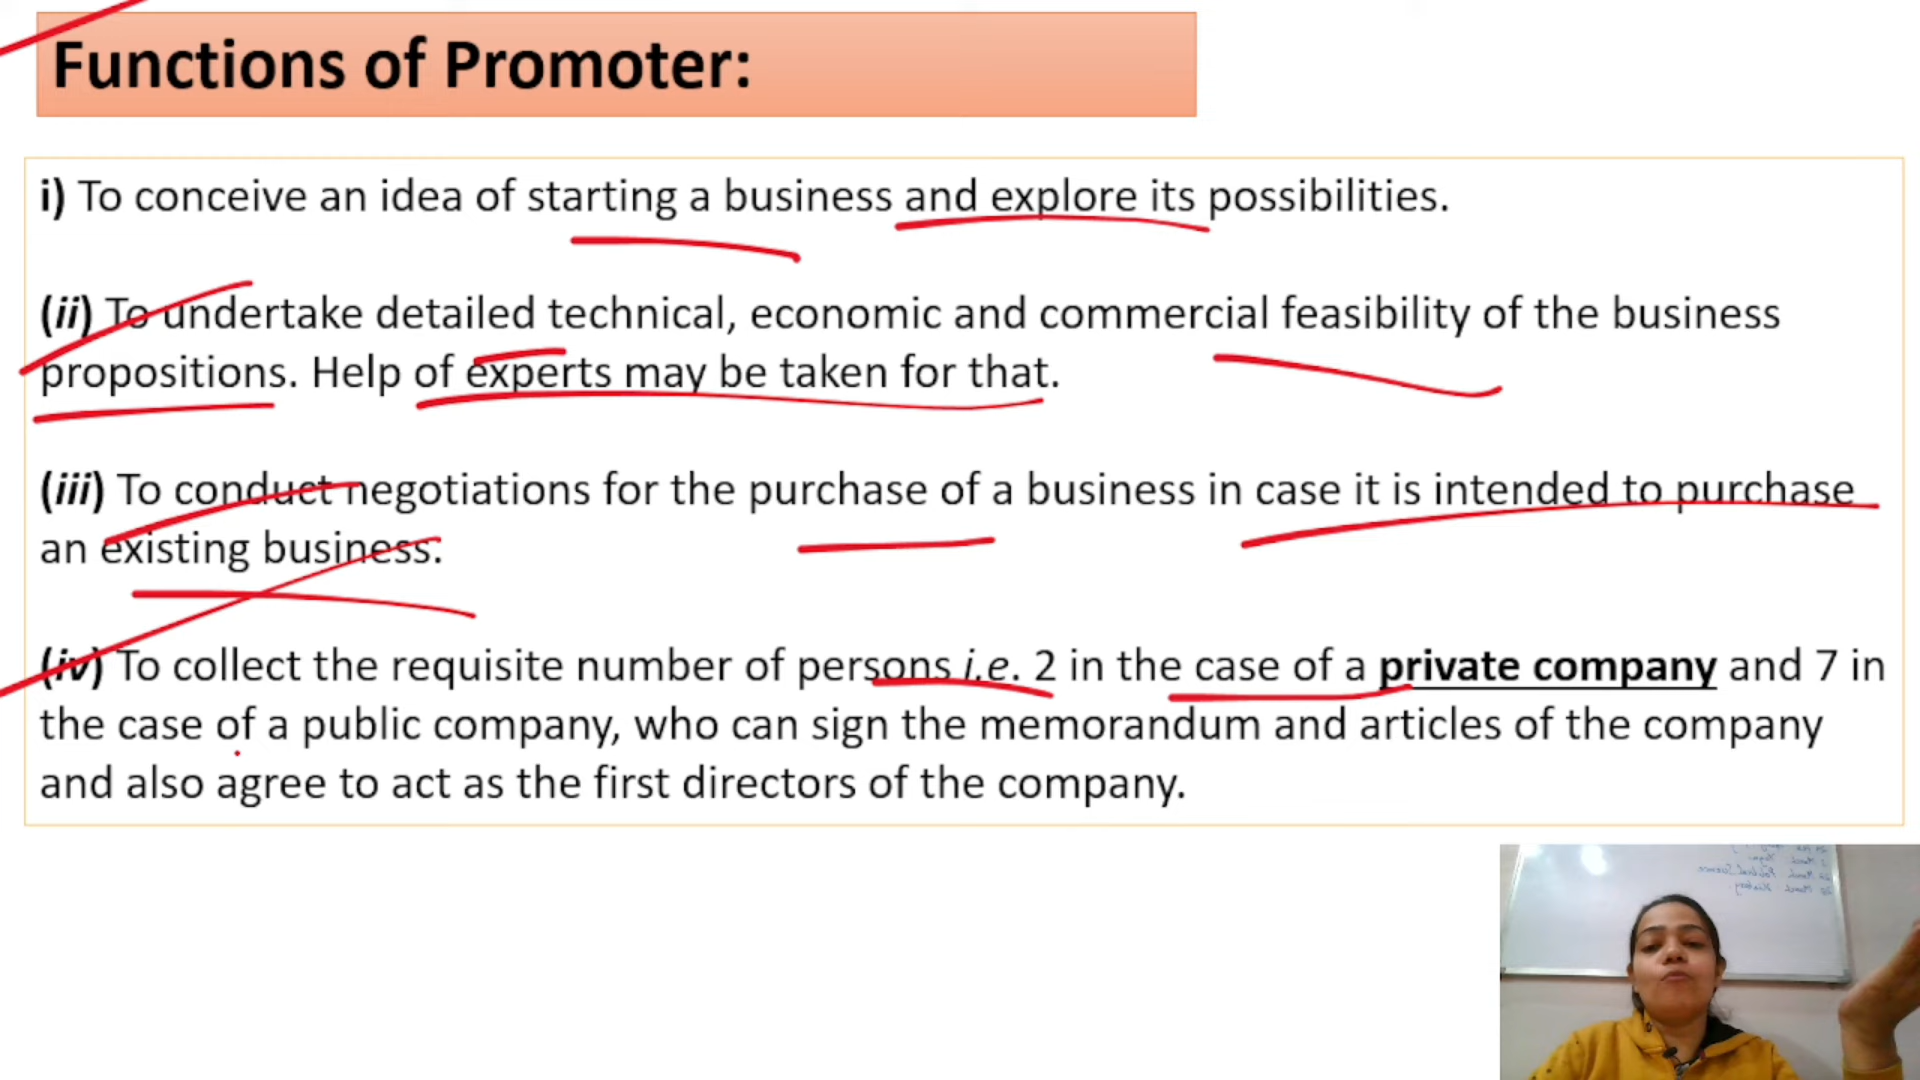 Functions of Promoter:
i) To conceive an idea of starting a business and explore its possibilities.
(ii) To undertake detailed technical, economic and commercial feasibility of the business
propositions. Help of experts may be taken for that.
(iii) To conduct negotiations for the purchase of a business in case it is intended to purchase
an existing business.
(iv) To collect the requisite number of persons i.e. 2 in the case of a private company and 7 in
the case of a public company, who can sign the memorandum and articles of the company
and also agree to act as the first directors of the company.
Political Science